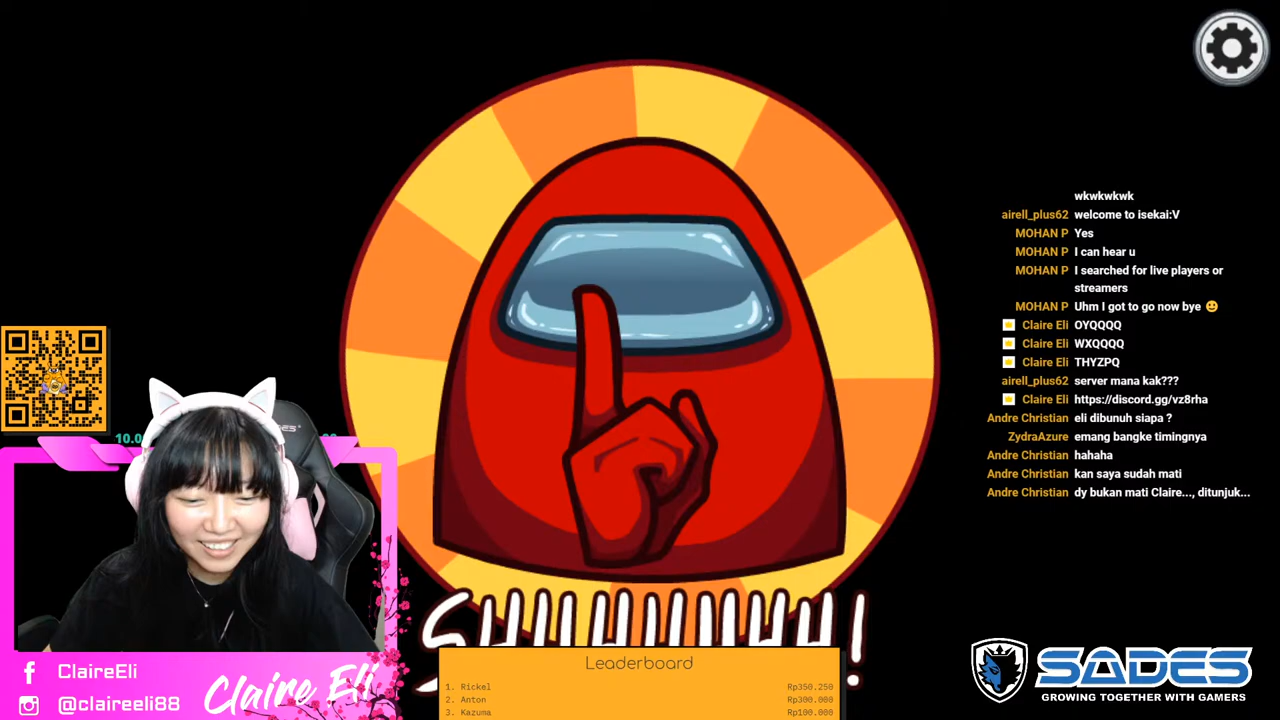 wkwkwkwk
airell_plus62 welcome to isekai:V
MOHAN P Yes
MOHAN P I can hear u
MOHAN P I searched for live players or
streamers
MOHAN P Uhm I got to go now bye 🙂
Claire Eli OYQQQQ
Claire Eli WXQQQQ
Claire Eli THYZPQ
airell_plus62 server mana kak???
Claire Eli https://discord.gg/vz8rha
Andre Christian eli dibunuh siapa ?
ZydraAzure emang bangke timingnya
Andre Christian hahaha
Andre Christian kan saya sudah mati
Andre Christian dy bukan mati Claire..., ditunjuk...
10.0
SHHHHHHH!
ClaireEli
@claireeli88
Claire Eli
Leaderboard
1. Rickel Rp350.250
2. Anton Rp300.000
3. Kazuma Rp100.000
SADES
GROWING TOGETHER WITH GAMERS